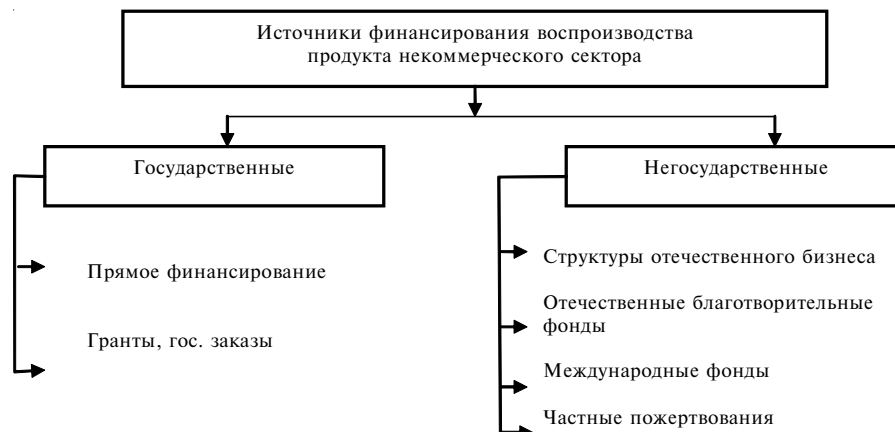 Источники финансирования воспроизводства
продукта некоммерческого сектора
Государственные
Негосударственные
Прямое финансирование
Гранты, гос. заказы
Структуры отечественного бизнеса
Отечественные благотворительные
фонды
Международные фонды
Частные пожертвования